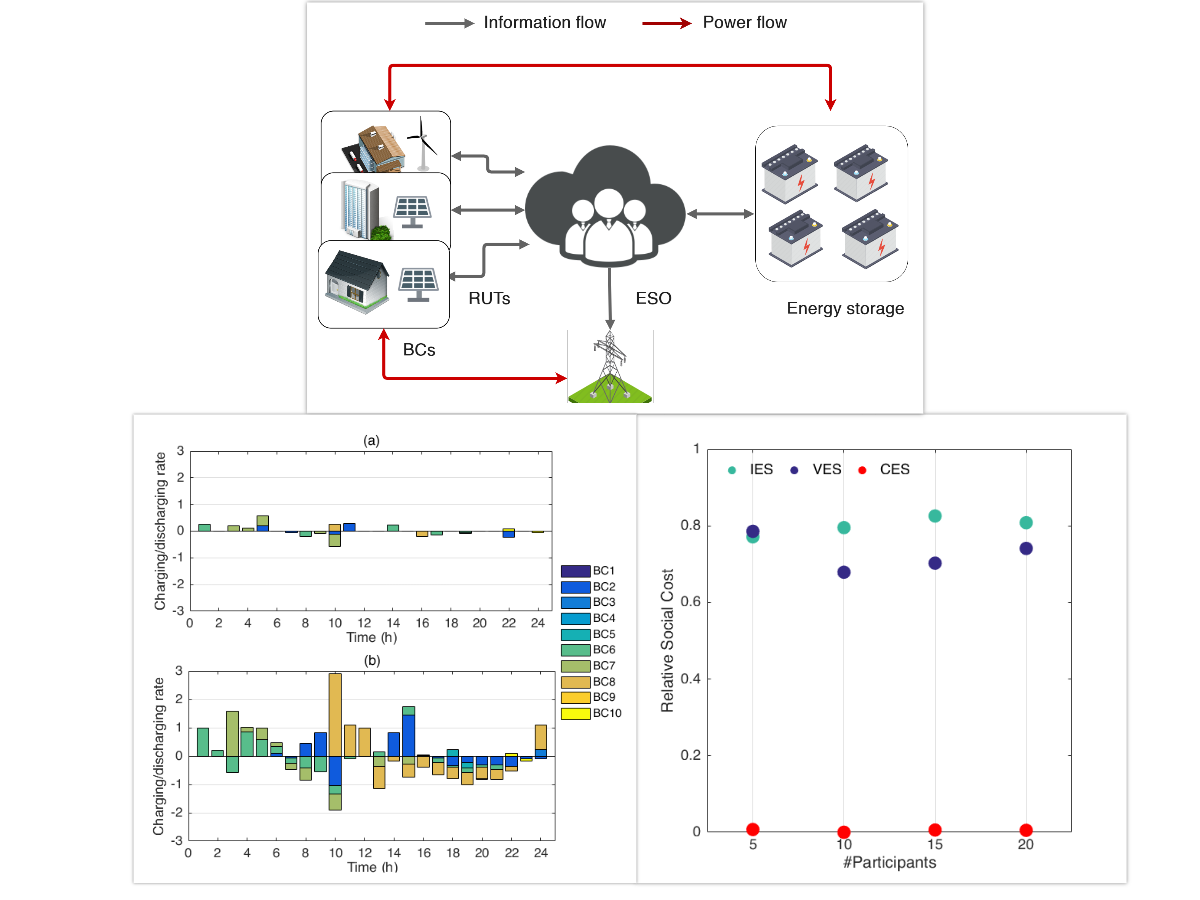 Information flow Power flow
RUTs ESO
Energy storage
BCs
(a)
Charging/discharging rate
3
2
1
0
-1
-2
-3
0 2 4 6 8 10 12 14 16 18 20 22 24
Time (h)
(b)
Charging/discharging rate
3
2
1
0
-1
-2
-3
0 2 4 6 8 10 12 14 16 18 20 22 24
Time (h)
BC1
BC2
BC3
BC4
BC5
BC6
BC7
BC8
BC9
BC10
IES VES CES
Relative Social Cost
1
0.8
0.6
0.4
0.2
0
5 10 15 20
#Participants